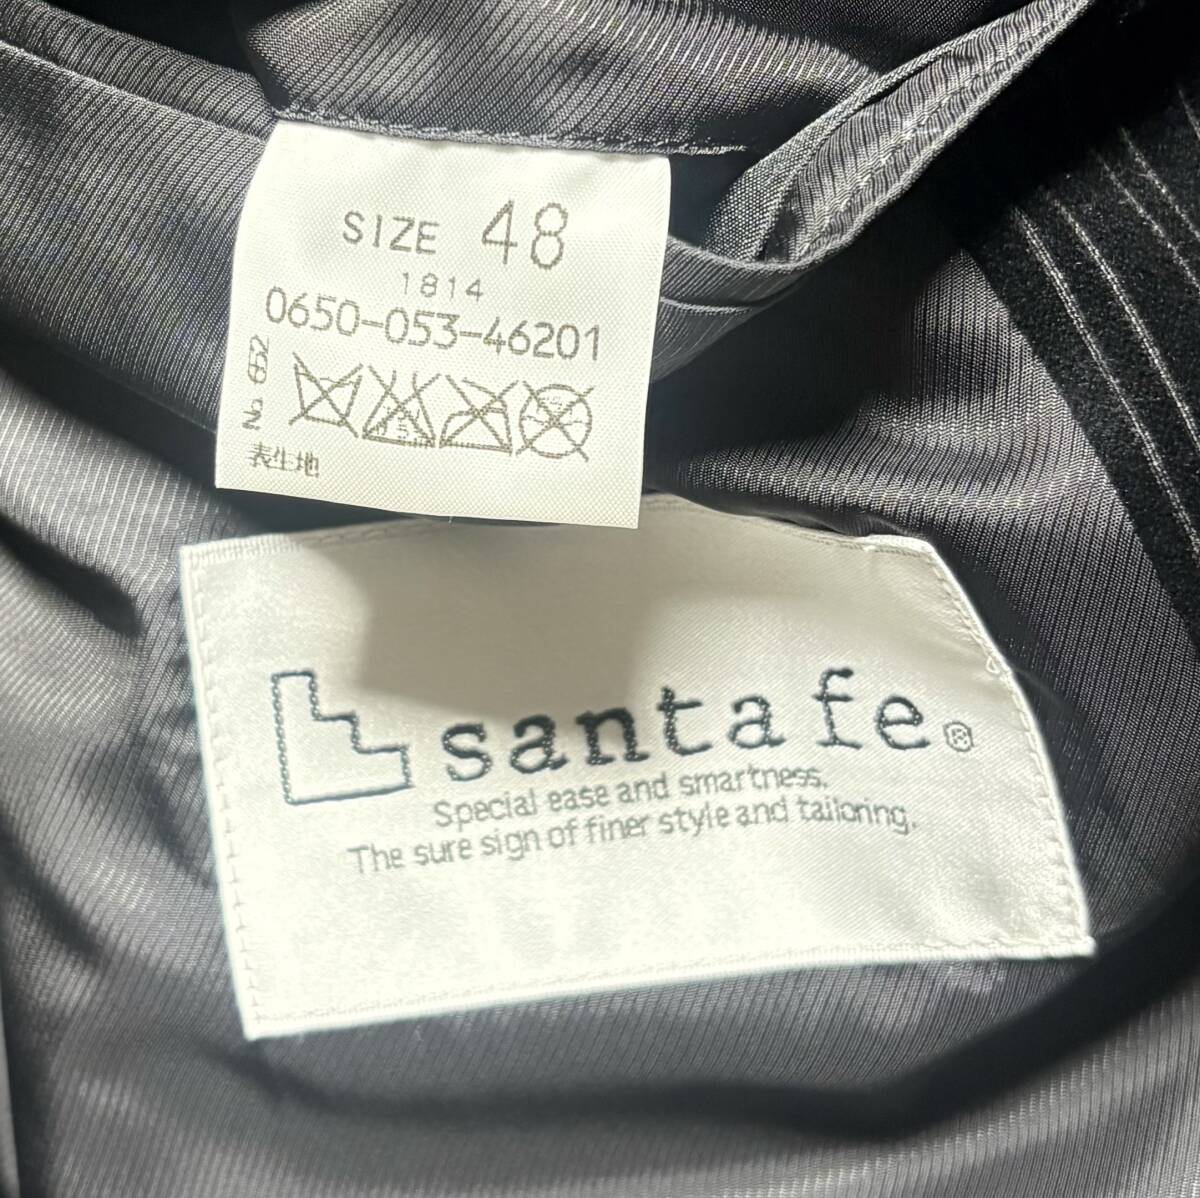 SIZE 48
1814
0650-053-46201
No. 652
表生地
santa fe®
Special ease and smartness.
The sure sign of finer style and tailoring.